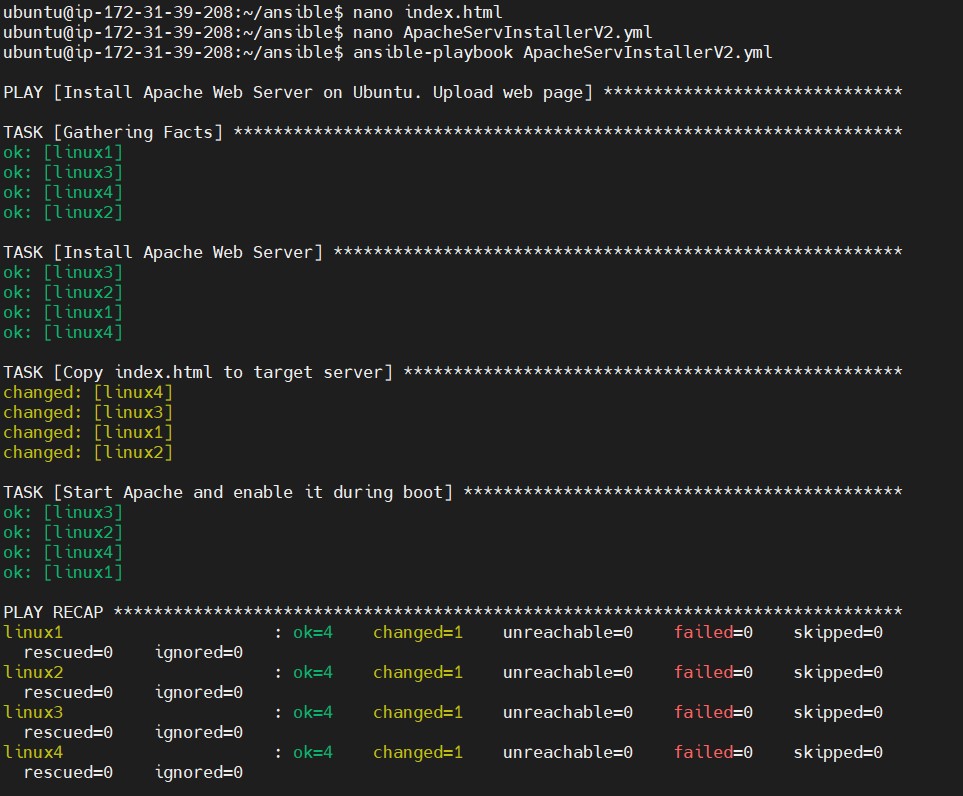 ubuntu@ip-172-31-39-208:~/ansible$ nano index.html
ubuntu@ip-172-31-39-208:~/ansible$ nano ApacheServInstallerV2.yml
ubuntu@ip-172-31-39-208:~/ansible$ ansible-playbook ApacheServInstallerV2.yml
PLAY [Install Apache Web Server on Ubuntu. Upload web page] ******************************
TASK [Gathering Facts] *******************************************************************
ok: [linux1]
ok: [linux3]
ok: [linux4]
ok: [linux2]
TASK [Install Apache Web Server] *********************************************************
ok: [linux3]
ok: [linux2]
ok: [linux1]
ok: [linux4]
TASK [Copy index.html to target server] **************************************************
changed: [linux4]
changed: [linux3]
changed: [linux1]
changed: [linux2]
TASK [Start Apache and enable it during boot] ********************************************
ok: [linux3]
ok: [linux2]
ok: [linux4]
ok: [linux1]
PLAY RECAP *******************************************************************************
linux1                     : ok=4    changed=1    unreachable=0    failed=0    skipped=0
  rescued=0    ignored=0
linux2                     : ok=4    changed=1    unreachable=0    failed=0    skipped=0
  rescued=0    ignored=0
linux3                     : ok=4    changed=1    unreachable=0    failed=0    skipped=0
  rescued=0    ignored=0
linux4                     : ok=4    changed=1    unreachable=0    failed=0    skipped=0
  rescued=0    ignored=0